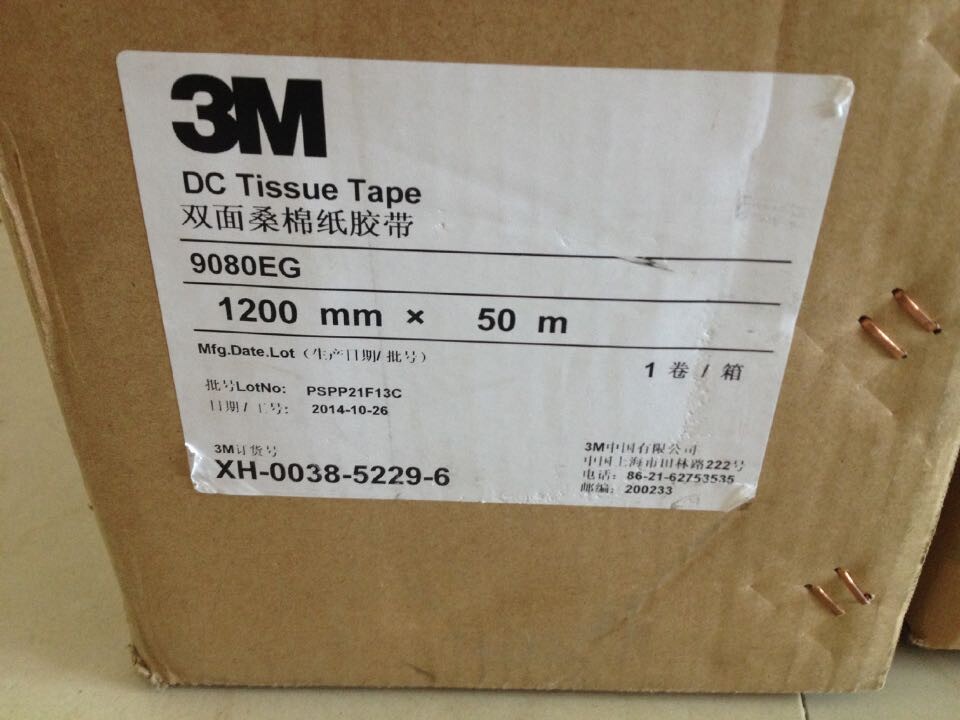 3M
DC Tissue Tape
双面桑棉纸胶带
9080EG
1200 mm × 50 m
Mfg.Date.Lot（生产日期/批号）
1 卷 / 箱
批号LotNo: PSPP21F13C
日期 / 工号: 2014-10-26
3M订货号
XH-0038-5229-6
3M中国有限公司
中国上海市田林路222号
电话: 86-21-62753535
邮编: 200233